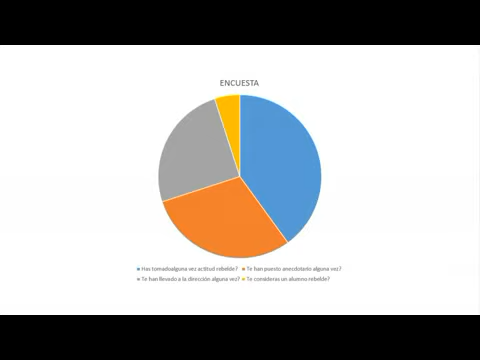 ENCUESTA
Has tomadoalguna vez actitud rebelde? Te han puesto anecdotario alguna vez?
Te han llevado a la dirección alguna vez? Te consideras un alumno rebelde?